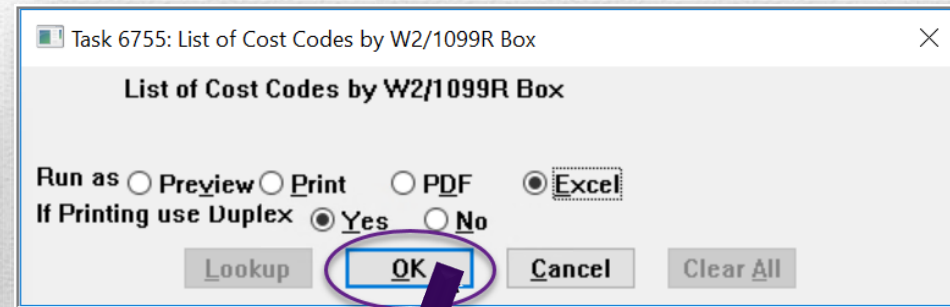 Task 6755: List of Cost Codes by W2/1099R Box
List of Cost Codes by W2/1099R Box
Run as Preview Print PDF Excel
If Printing use Duplex Yes No
Lookup OK Cancel Clear All